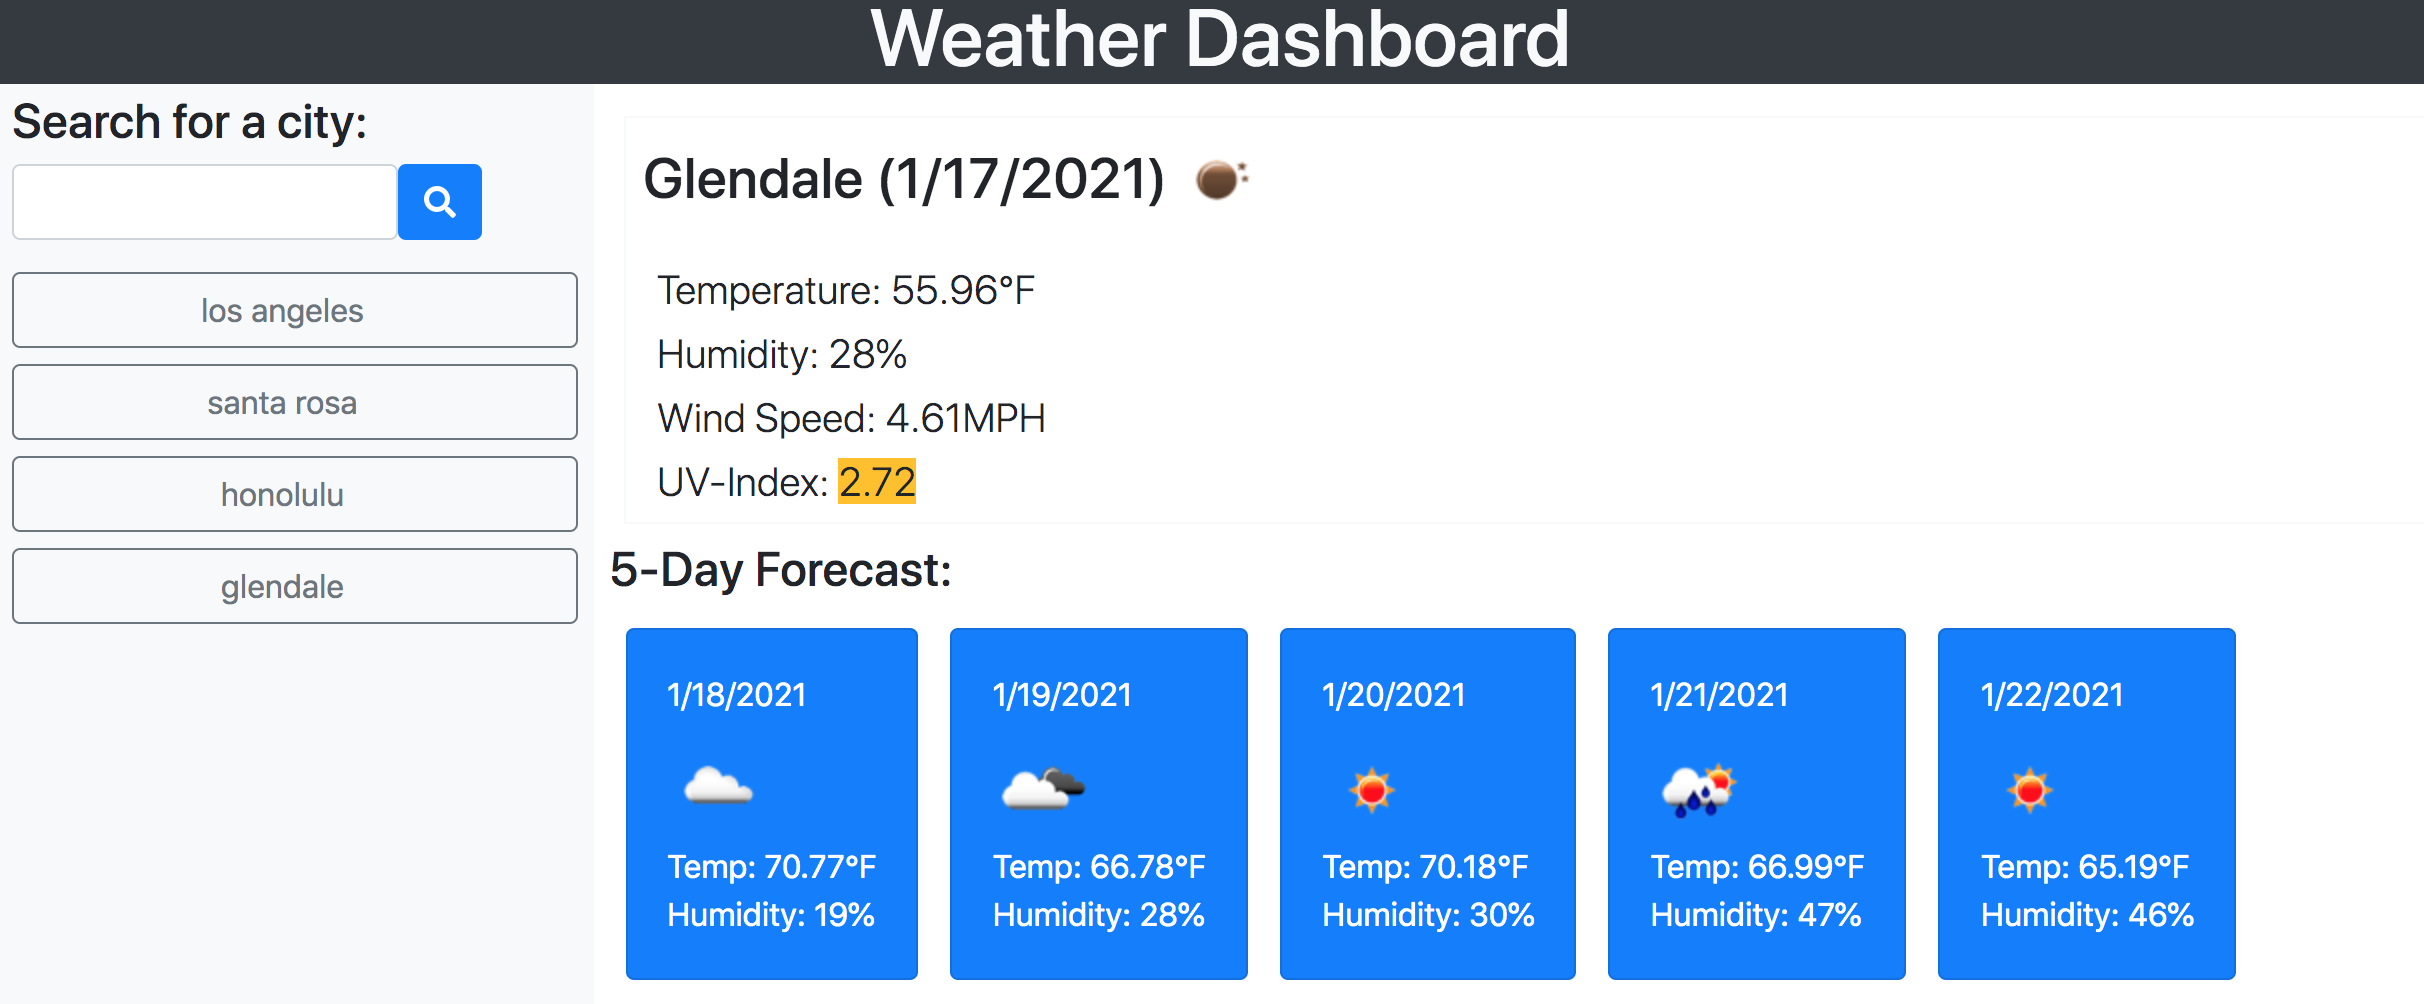 Weather Dashboard
Search for a city:
los angeles
santa rosa
honolulu
glendale
Glendale (1/17/2021)
Temperature: 55.96°F
Humidity: 28%
Wind Speed: 4.61MPH
UV-Index: 2.72
5-Day Forecast:
1/18/2021
Temp: 70.77°F
Humidity: 19%
1/19/2021
Temp: 66.78°F
Humidity: 28%
1/20/2021
Temp: 70.18°F
Humidity: 30%
1/21/2021
Temp: 66.99°F
Humidity: 47%
1/22/2021
Temp: 65.19°F
Humidity: 46%